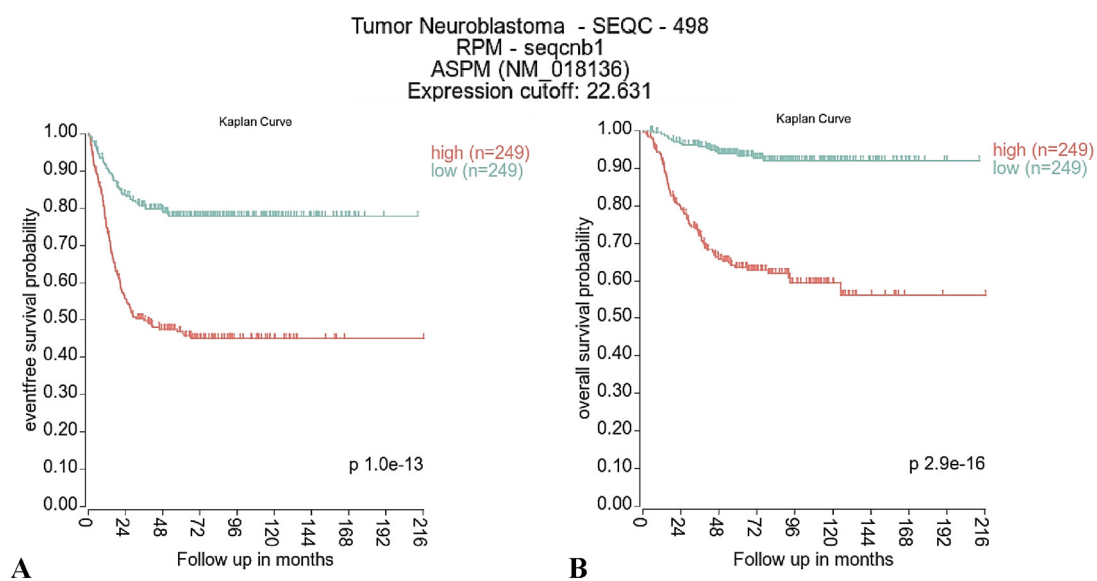 Tumor Neuroblastoma - SEQC - 498
RPM - seqcnb1
ASPM (NM_018136)
Expression cutoff: 22.631
Kaplan Curve
high (n=249)
low (n=249)
eventfree survival probability
1.00
0.90
0.80
0.70
0.60
0.50
0.40
0.30
0.20
0.10
0.00
p 1.0e-13
0 24 48 72 96 120 144 168 192 216
Follow up in months
A
Kaplan Curve
high (n=249)
low (n=249)
overall survival probability
1.00
0.90
0.80
0.70
0.60
0.50
0.40
0.30
0.20
0.10
0.00
p 2.9e-16
0 24 48 72 96 120 144 168 192 216
Follow up in months
B